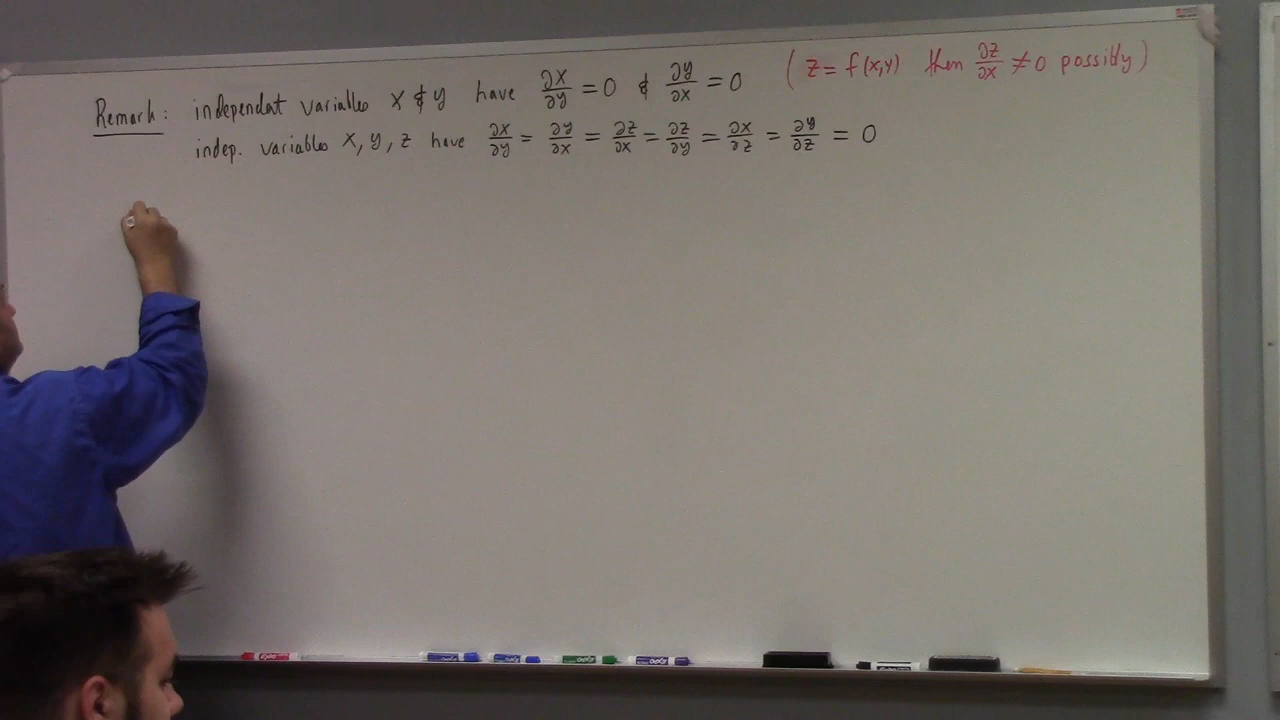 Remark: independent variables x & y have ∂x/∂y = 0 & ∂y/∂x = 0 (z = f(x,y) then ∂z/∂x ≠ 0 possibly)
indep. variables x, y, z have ∂x/∂y = ∂y/∂x = ∂z/∂x = ∂z/∂y = ∂x/∂z = ∂y/∂z = 0